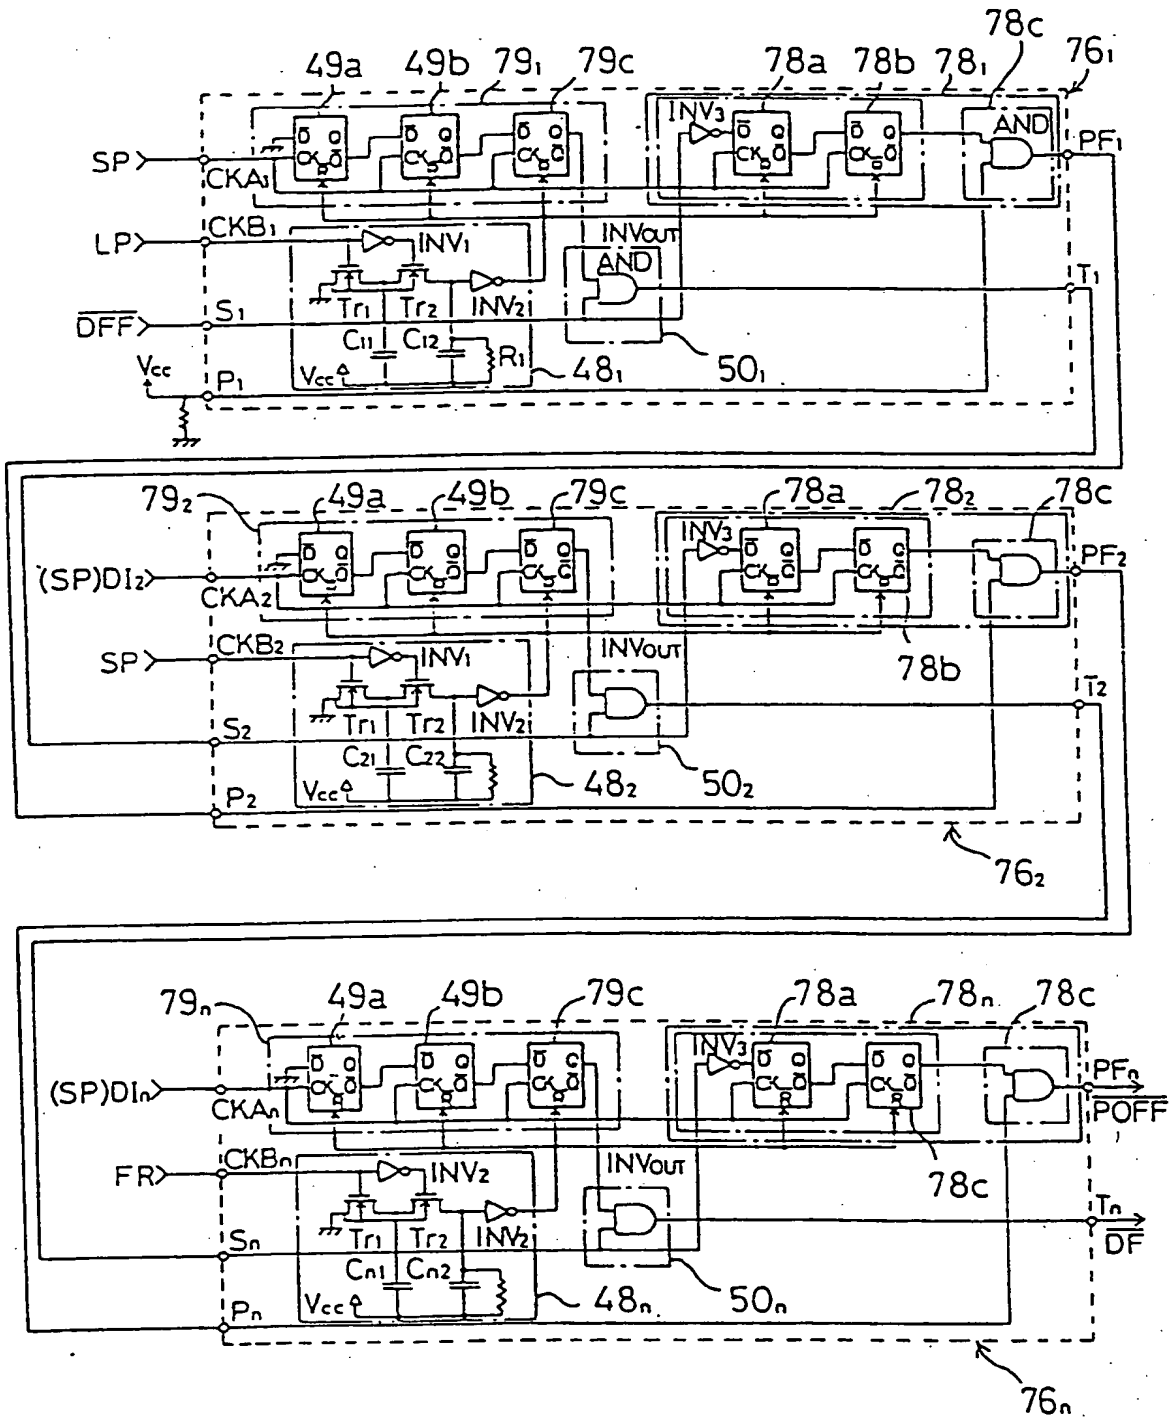 78c
49a 49b 79₁ 79c 78a 78b 78₁ 76₁
INV₃ AND
D̅ Q Q̅ CK
SP CKA₁ PF₁
LP CKB₁ INV₁ INVOUT
AND T₁
Tr₁ Tr₂ INV₂
D̅F̅F̅ S₁
C₁₁ C₁₂ R₁
Vcc Vcc 48₁ 50₁
P₁
79₂ 49a 49b 79c 78a 78₂ 78c
INV₃
D̅ Q Q̅ CK
(SP)DI₂ CKA₂ PF₂
SP CKB₂ INV₁ INVOUT 78b
T₂
Tr₁ Tr₂ INV₂
S₂
C₂₁ C₂₂
Vcc 48₂ 50₂
P₂
76₂
79ₙ 49a 49b 79c 78a 78ₙ 78c
INV₃
D̅ Q Q̅ CK
(SP)DIₙ CKAₙ PFₙ
P̅O̅F̅F̅
FR CKBₙ INV₂ INVOUT 78c
Tₙ
D̅F̅
Sₙ Tr₁ Tr₂ INV₂
Cₙ₁ Cₙ₂
Vcc 48ₙ 50ₙ
Pₙ
76ₙ